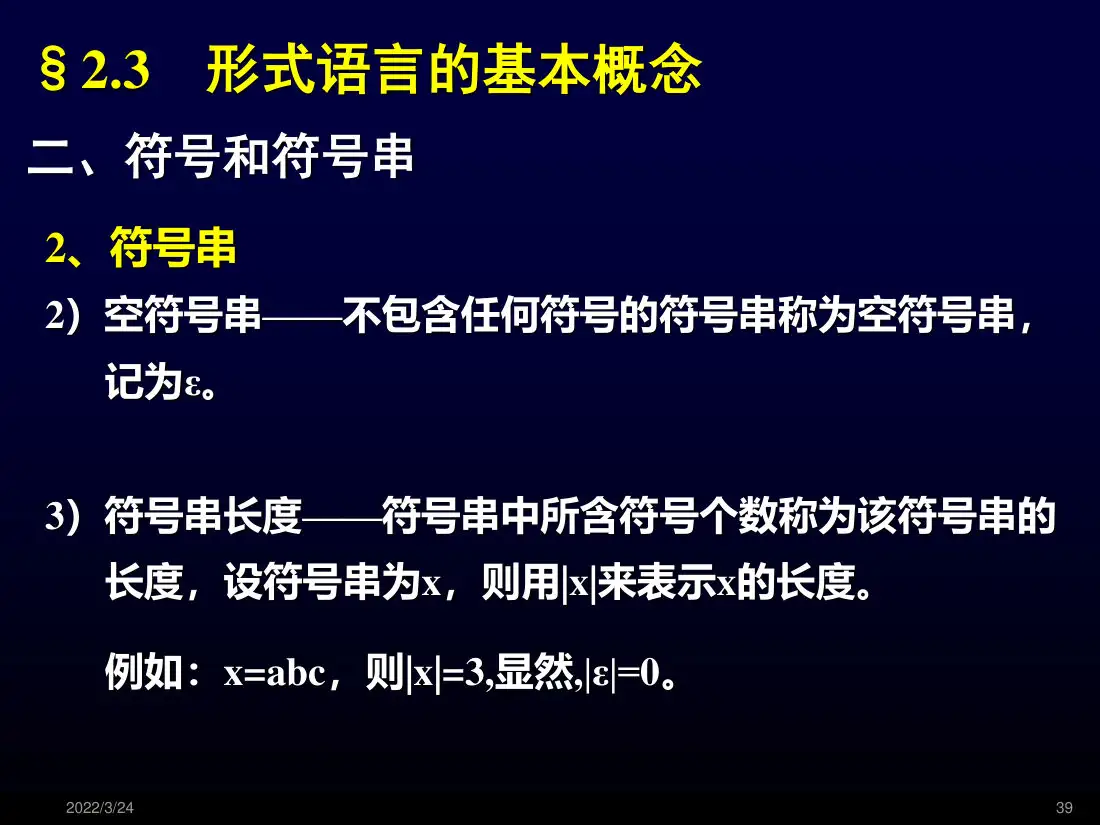 §2.3 形式语言的基本概念
二、符号和符号串
2、符号串
2）空符号串——不包含任何符号的符号串称为空符号串，
记为ε。
3）符号串长度——符号串中所含符号个数称为该符号串的
长度，设符号串为x，则用|x|来表示x的长度。
例如：x=abc，则|x|=3,显然,|ε|=0。
2022/3/24
39